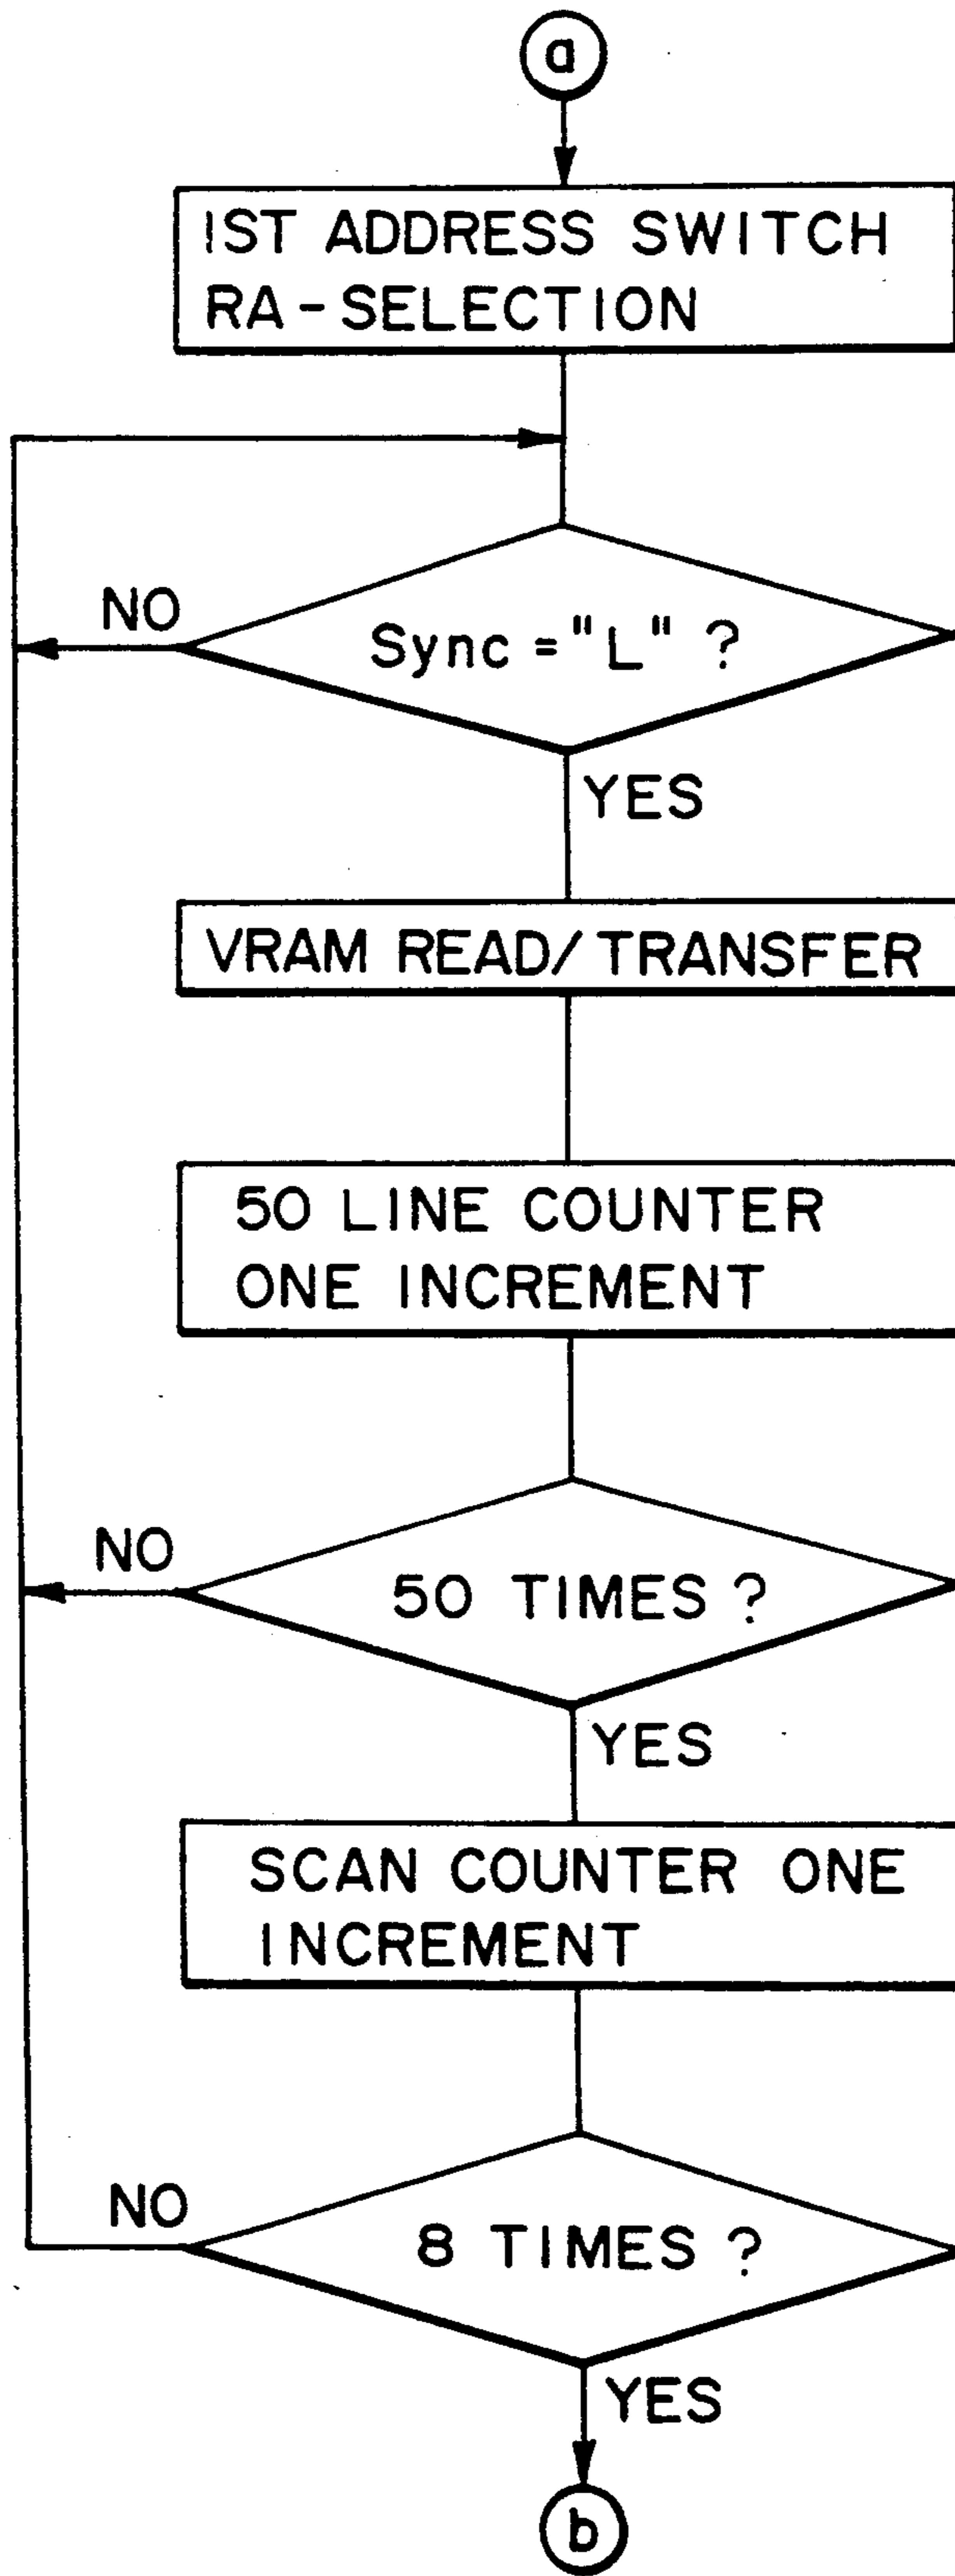 a
1ST ADDRESS SWITCH
RA-SELECTION
NO
Sync = "L" ?
YES
VRAM READ/TRANSFER
50 LINE COUNTER
ONE INCREMENT
NO
50 TIMES ?
YES
SCAN COUNTER ONE
INCREMENT
NO
8 TIMES ?
YES
b